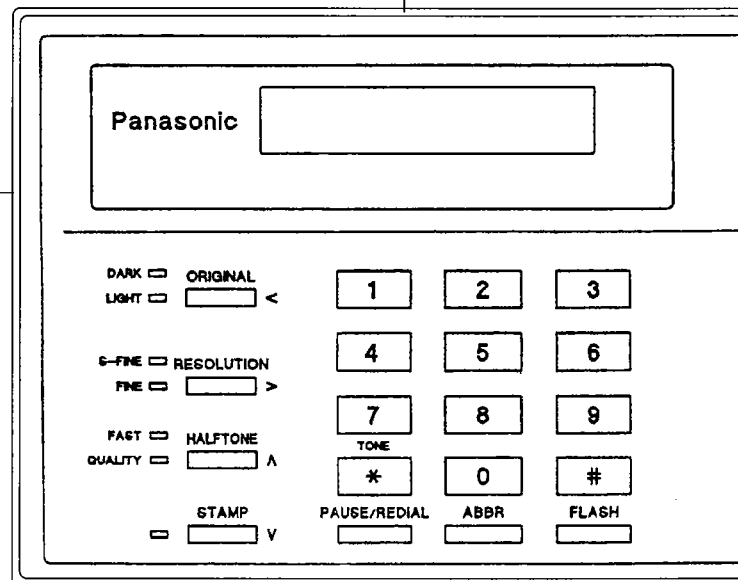 Panasonic
DARK ORIGINAL
LIGHT <
1 2 3
4 5 6
S-FINE RESOLUTION
FINE >
7 8 9
FAST HALFTONE TONE
QUALITY ʌ * 0 #
STAMP PAUSE/REDIAL ABBR FLASH
V